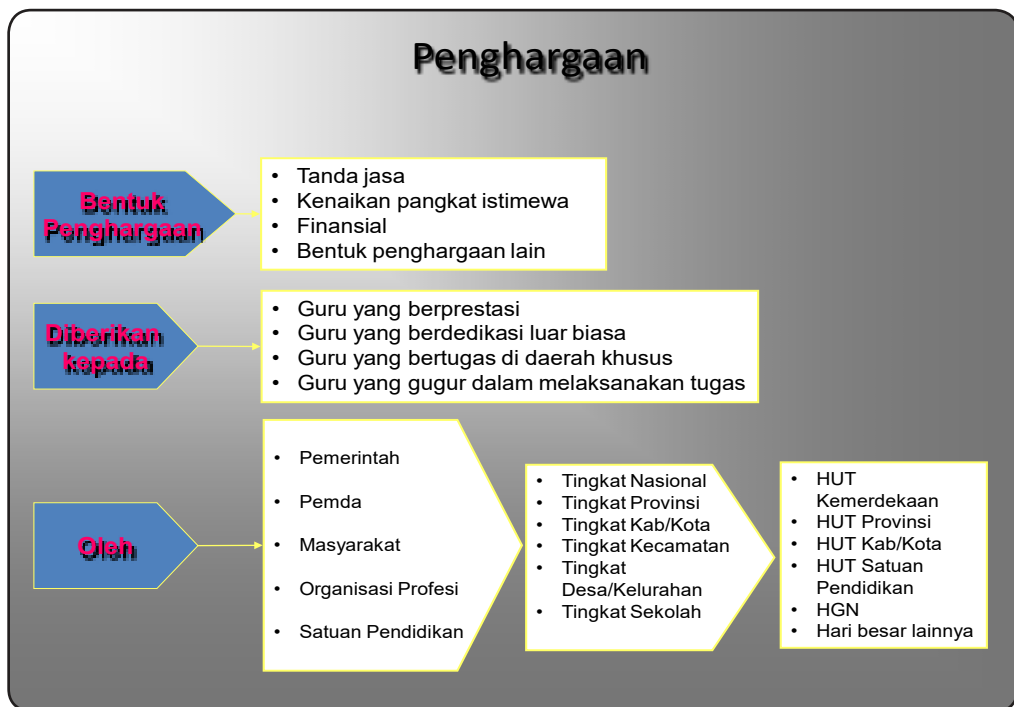 Penghargaan
Bentuk
Penghargaan
• Tanda jasa
• Kenaikan pangkat istimewa
• Finansial
• Bentuk penghargaan lain
Diberikan
kepada
• Guru yang berprestasi
• Guru yang berdedikasi luar biasa
• Guru yang bertugas di daerah khusus
• Guru yang gugur dalam melaksanakan tugas
Oleh
• Pemerintah
• Pemda
• Masyarakat
• Organisasi Profesi
• Satuan Pendidikan
• Tingkat Nasional
• Tingkat Provinsi
• Tingkat Kab/Kota
• Tingkat Kecamatan
• Tingkat
Desa/Kelurahan
• Tingkat Sekolah
• HUT
Kemerdekaan
• HUT Provinsi
• HUT Kab/Kota
• HUT Satuan
Pendidikan
• HGN
• Hari besar lainnya